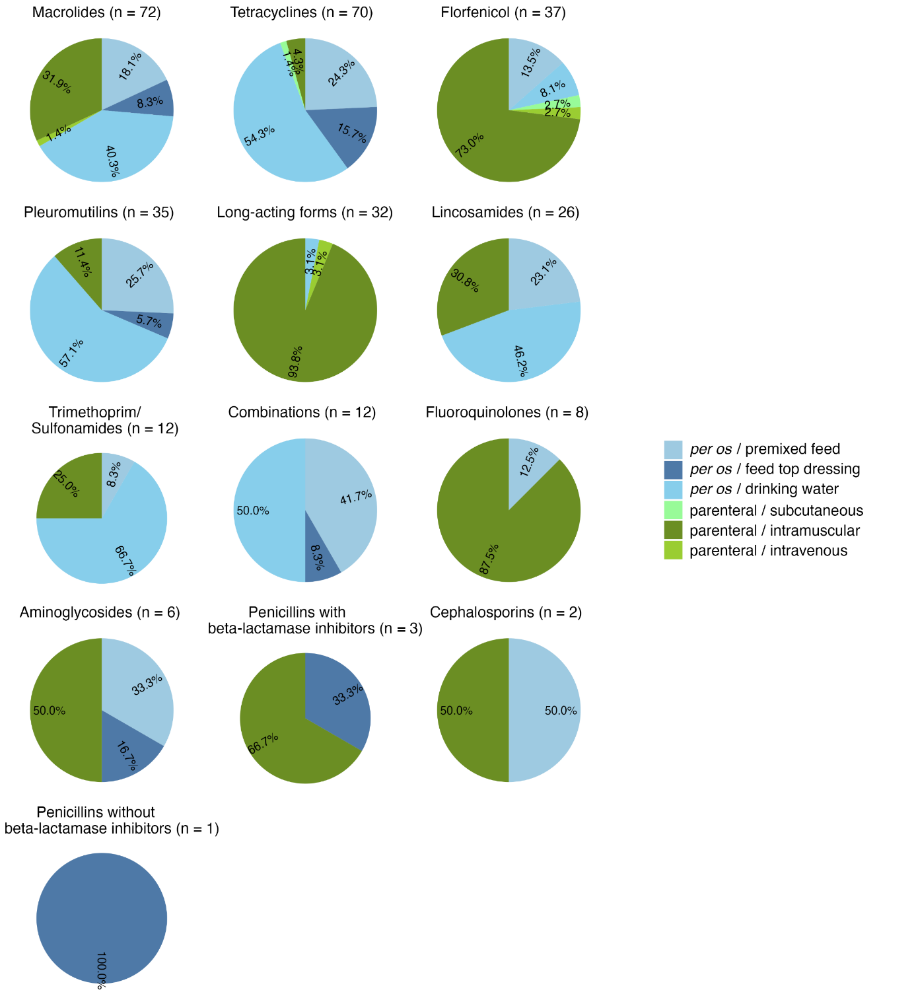 Macrolides (n = 72)
18.1%
8.3%
40.3%
1.4%
31.9%
Tetracyclines (n = 70)
24.3%
15.7%
54.3%
1.4%
4.3%
Florfenicol (n = 37)
13.5%
8.1%
2.7%
2.7%
73.0%
Pleuromutilins (n = 35)
25.7%
5.7%
57.1%
11.4%
Long-acting forms (n = 32)
3.1%
3.1%
93.8%
Lincosamides (n = 26)
23.1%
46.2%
30.8%
Trimethoprim/
Sulfonamides (n = 12)
8.3%
66.7%
25.0%
Combinations (n = 12)
41.7%
8.3%
50.0%
Fluoroquinolones (n = 8)
12.5%
87.5%
per os / premixed feed
per os / feed top dressing
per os / drinking water
parenteral / subcutaneous
parenteral / intramuscular
parenteral / intravenous
Aminoglycosides (n = 6)
33.3%
16.7%
50.0%
Penicillins with
beta-lactamase inhibitors (n = 3)
33.3%
66.7%
Cephalosporins (n = 2)
50.0%
50.0%
Penicillins without
beta-lactamase inhibitors (n = 1)
100.0%